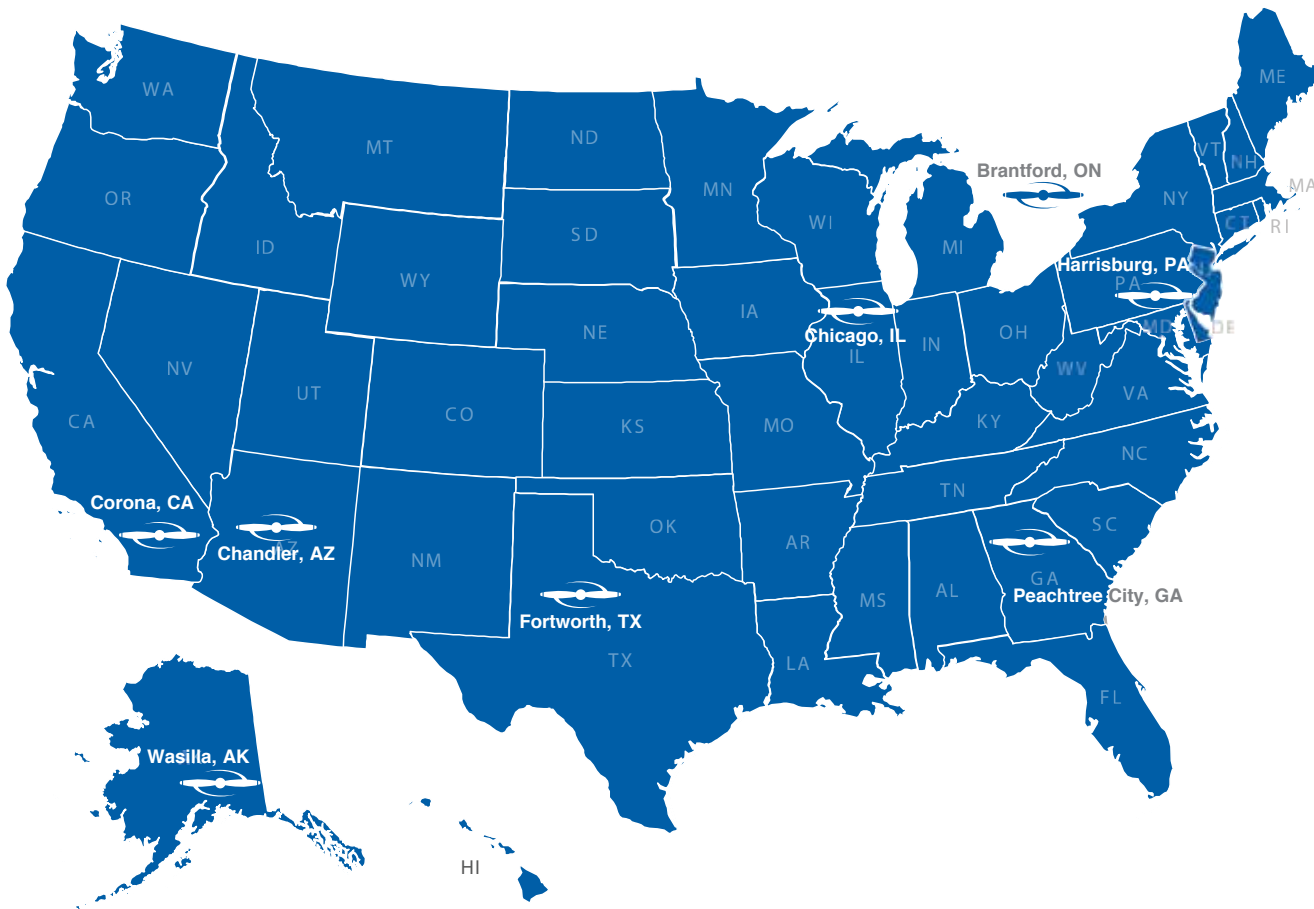 ME
WA
MT
ND
VT
NH
MN
Brantford, ON
MA
OR
NY
WI
CT
RI
SD
ID
MI
Harrisburg, PA
WY
PA
IA
MD
DE
NE
Chicago, IL
OH
IN
IL
NV
WV
UT
VA
CO
CA
KS
MO
KY
NC
TN
Corona, CA
OK
SC
AR
Chandler, AZ
NM
GA
AL
Peachtree City, GA
MS
Fortworth, TX
TX
LA
FL
Wasilla, AK
HI